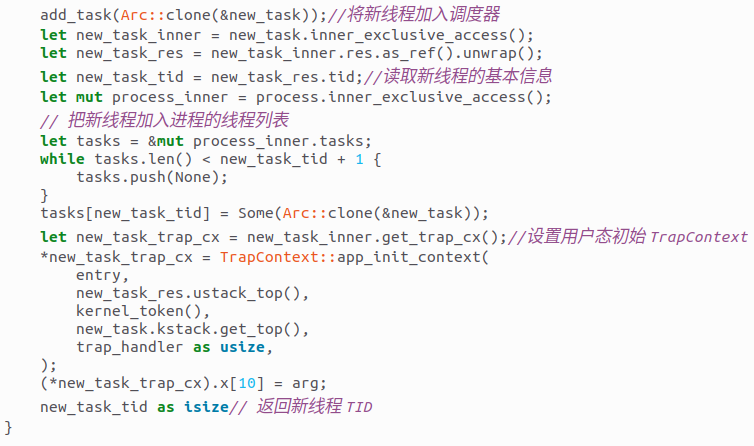 add_task(Arc::clone(&new_task));//将新线程加入调度器
let new_task_inner = new_task.inner_exclusive_access();
let new_task_res = new_task_inner.res.as_ref().unwrap();
let new_task_tid = new_task_res.tid;//读取新线程的基本信息
let mut process_inner = process.inner_exclusive_access();
// 把新线程加入进程的线程列表
let tasks = &mut process_inner.tasks;
while tasks.len() < new_task_tid + 1 {
tasks.push(None);
}
tasks[new_task_tid] = Some(Arc::clone(&new_task));
let new_task_trap_cx = new_task_inner.get_trap_cx();//设置用户态初始 TrapContext
*new_task_trap_cx = TrapContext::app_init_context(
entry,
new_task_res.ustack_top(),
kernel_token(),
new_task.kstack.get_top(),
trap_handler as usize,
);
(*new_task_trap_cx).x[10] = arg;
new_task_tid as isize// 返回新线程 TID
}